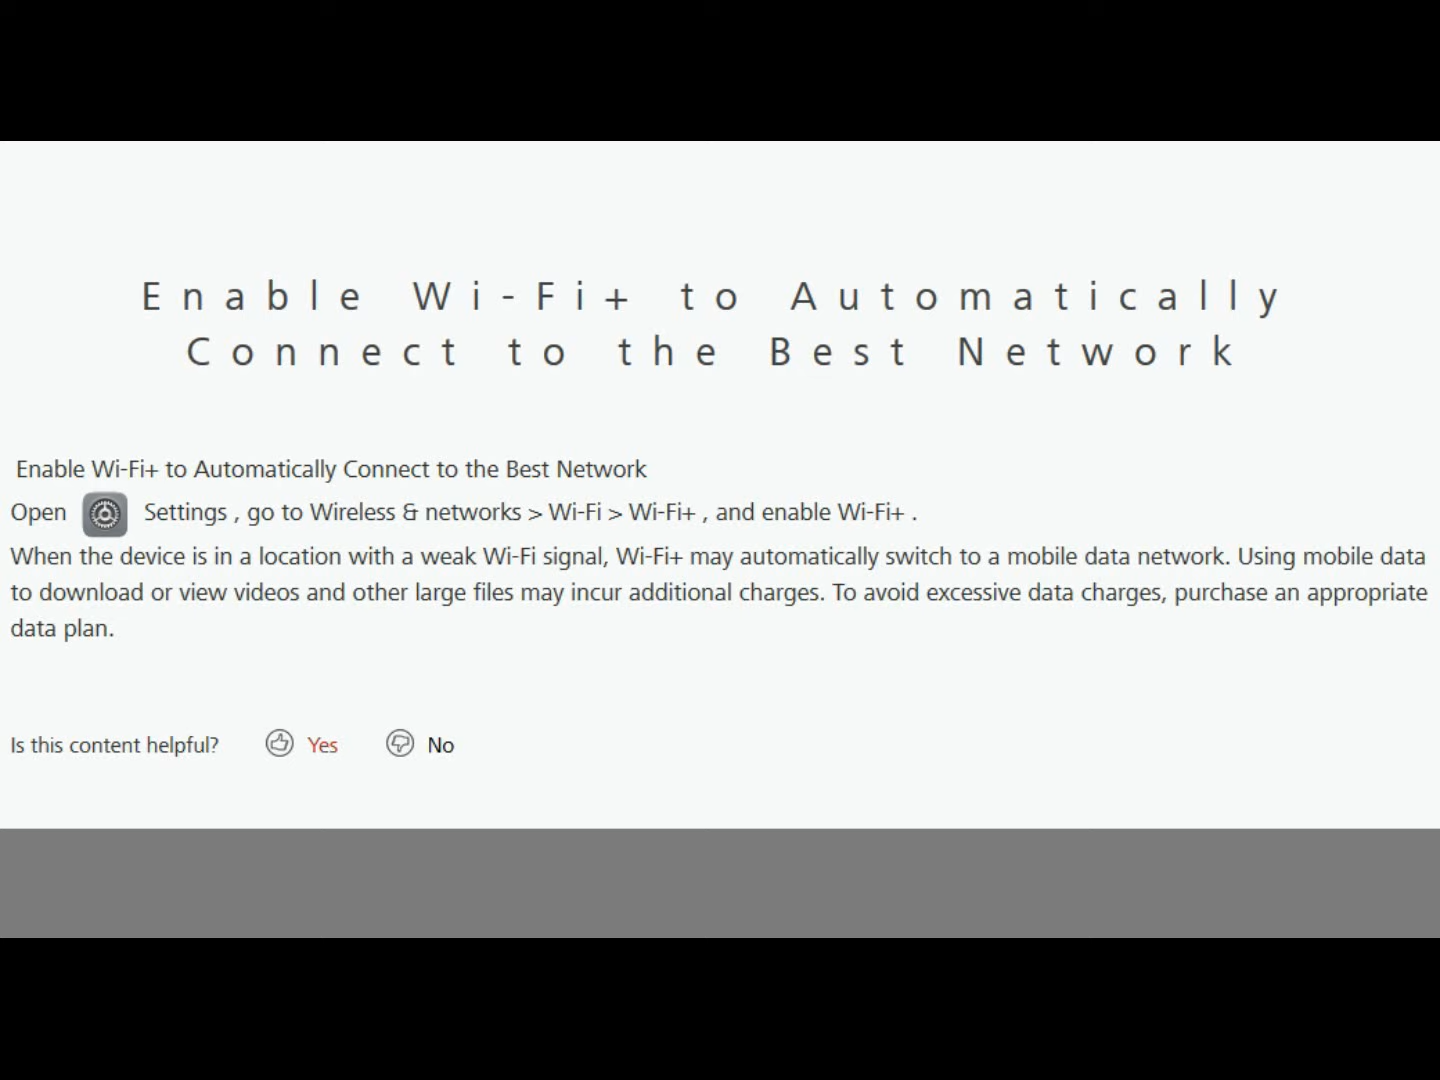 Enable Wi-Fi+ to Automatically
Connect to the Best Network
Enable Wi-Fi+ to Automatically Connect to the Best Network
Open Settings , go to Wireless & networks > Wi-Fi > Wi-Fi+ , and enable Wi-Fi+ .
When the device is in a location with a weak Wi-Fi signal, Wi-Fi+ may automatically switch to a mobile data network. Using mobile data
to download or view videos and other large files may incur additional charges. To avoid excessive data charges, purchase an appropriate
data plan.
Is this content helpful? Yes No